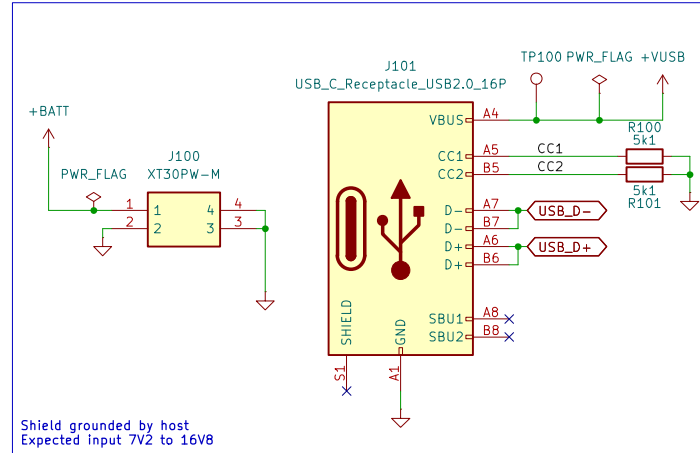 TP100 PWR_FLAG +VUSB
J101
USB_C_Receptacle_USB2.0_16P
+BATT
VBUS A4
R100
5k1
J100
XT30PW-M
CC1 A5 CC1
CC2 B5 CC2
PWR_FLAG
5k1
R101
1 1 4 4
2 2 3 3
D- A7 USB_D-
D- B7
D+ A6 USB_D+
D+ B6
SBU1 A8
SBU2 B8
SHIELD
GND
S1
A1
Shield grounded by host
Expected input 7V2 to 16V8